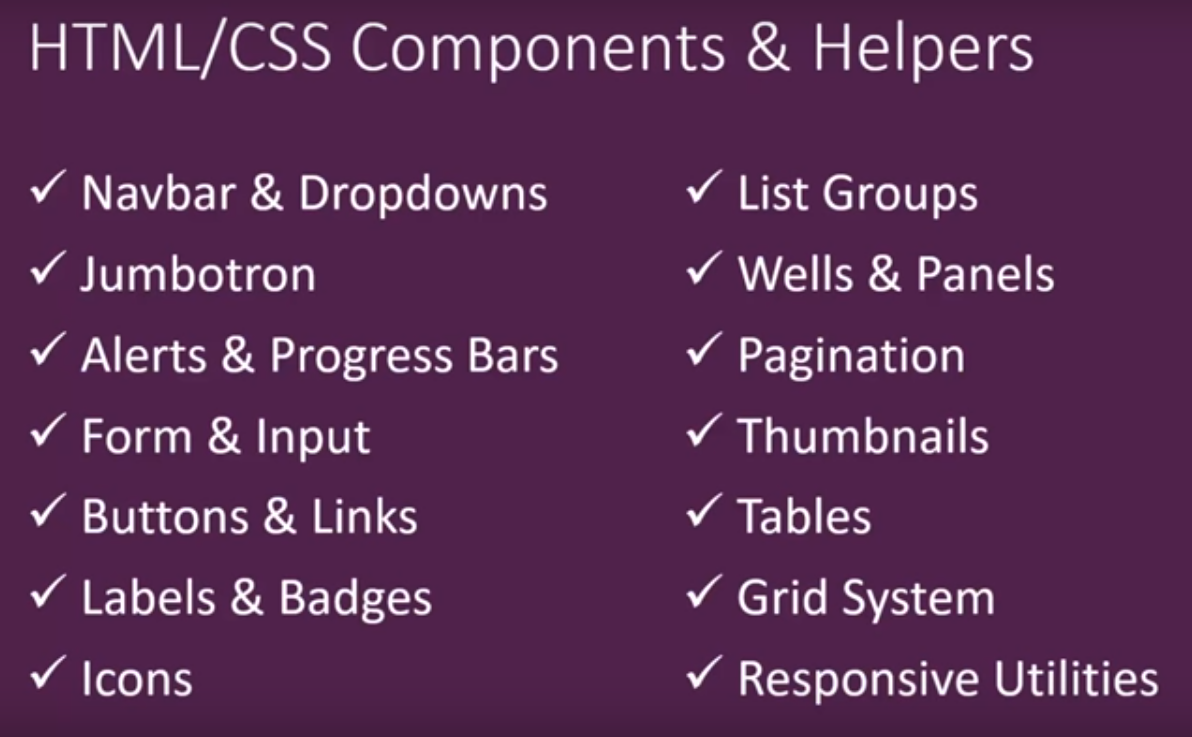 HTML/CSS Components & Helpers
✓ Navbar & Dropdowns
✓ Jumbotron
✓ Alerts & Progress Bars
✓ Form & Input
✓ Buttons & Links
✓ Labels & Badges
✓ Icons
✓ List Groups
✓ Wells & Panels
✓ Pagination
✓ Thumbnails
✓ Tables
✓ Grid System
✓ Responsive Utilities